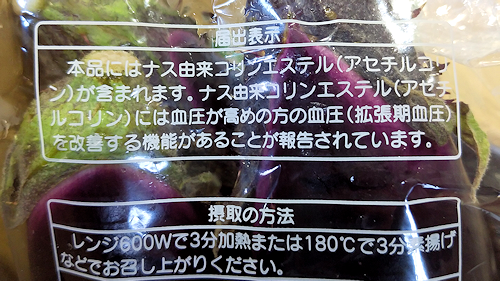 届出表示
本品にはナス由来コリンエステル(アセチルコリ
ン)が含まれます。ナス由来コリンエステル(アセチ
ルコリン)には血圧が高めの方の血圧(拡張期血圧)
を改善する機能があることが報告されています。
摂取の方法
レンジ600Wで3分加熱または180℃で3分素揚げ
などでお召し上がりください。